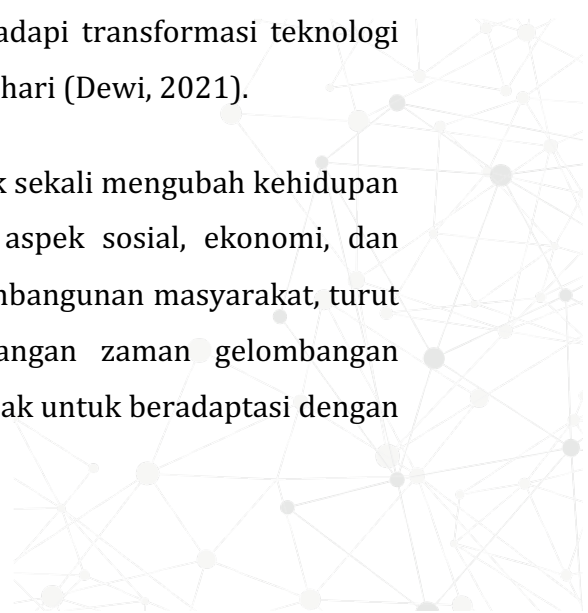 adapi transformasi teknologi
hari (Dewi, 2021).
k sekali mengubah kehidupan
aspek sosial, ekonomi, dan
nbangunan masyarakat, turut
angan zaman gelombangan
ak untuk beradaptasi dengan